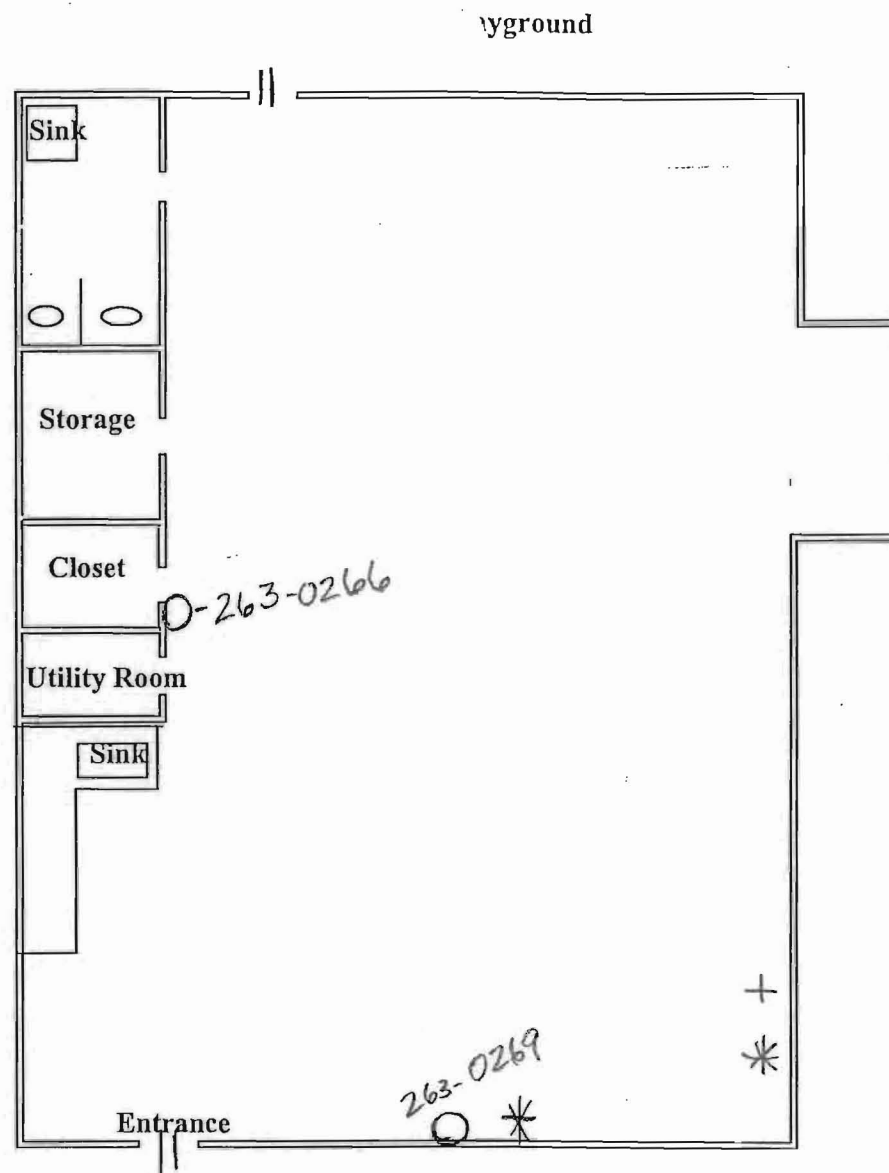 yground
Sink
Storage
Closet
263-0266
Utility Room
Sink
263-0269
Entrance